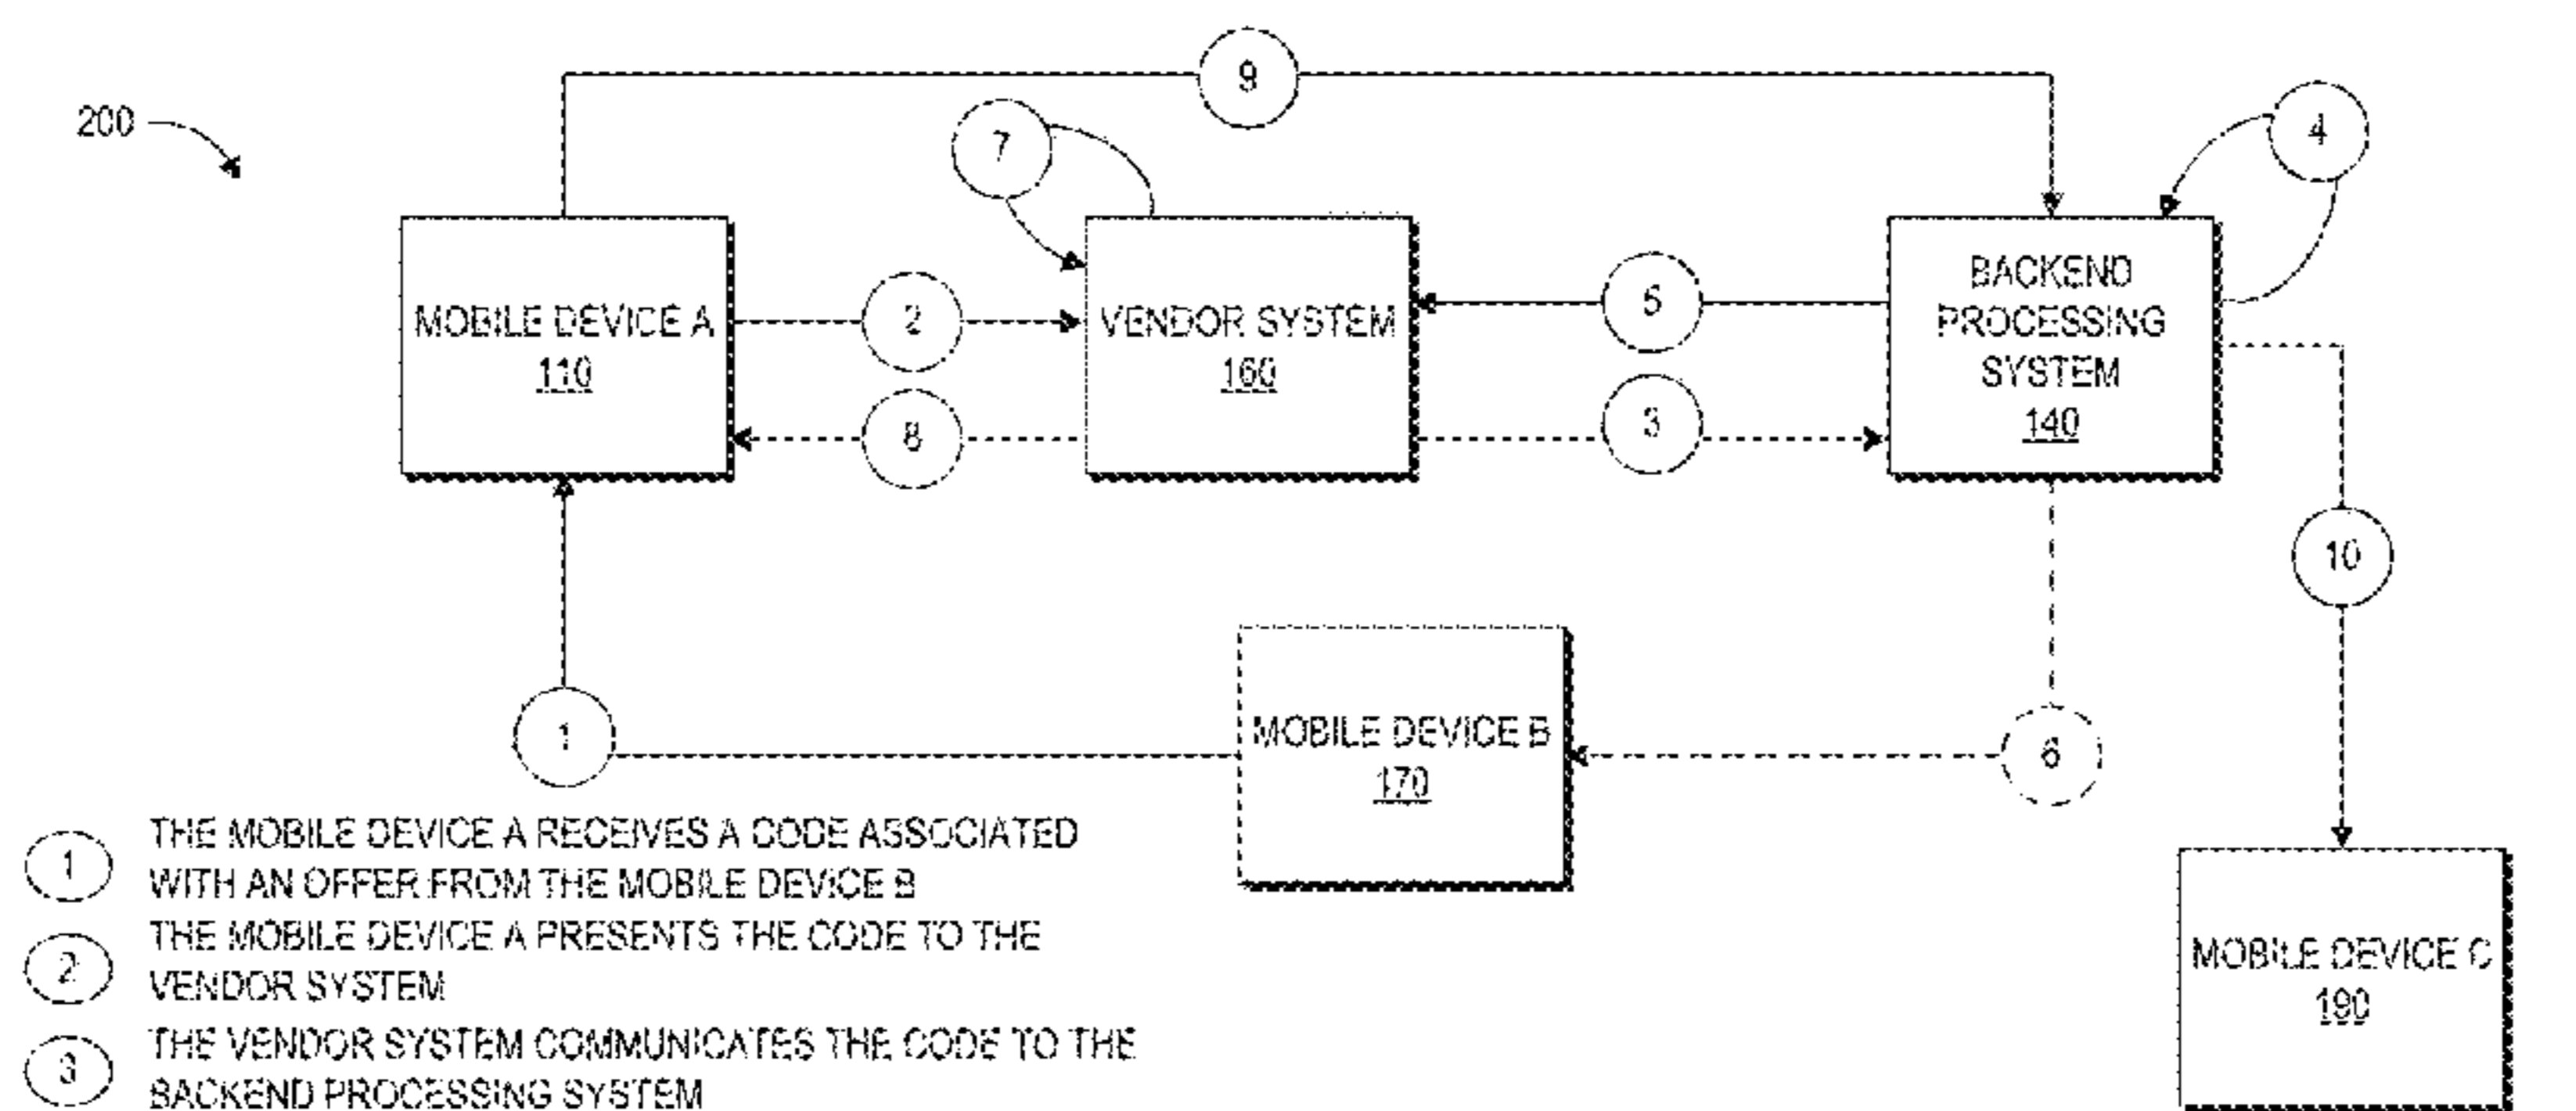 9
4
7
200
BACKEND
PROCESSING
SYSTEM
140
5
MOBILE DEVICE A
110
2
VENDOR SYSTEM
160
8
3
10
1
MOBILE DEVICE B
170
6
1 THE MOBILE DEVICE A RECEIVES A CODE ASSOCIATED
WITH AN OFFER FROM THE MOBILE DEVICE B
2 THE MOBILE DEVICE A PRESENTS THE CODE TO THE
VENDOR SYSTEM
3 THE VENDOR SYSTEM COMMUNICATES THE CODE TO THE
BACKEND PROCESSING SYSTEM
MOBILE DEVICE C
190